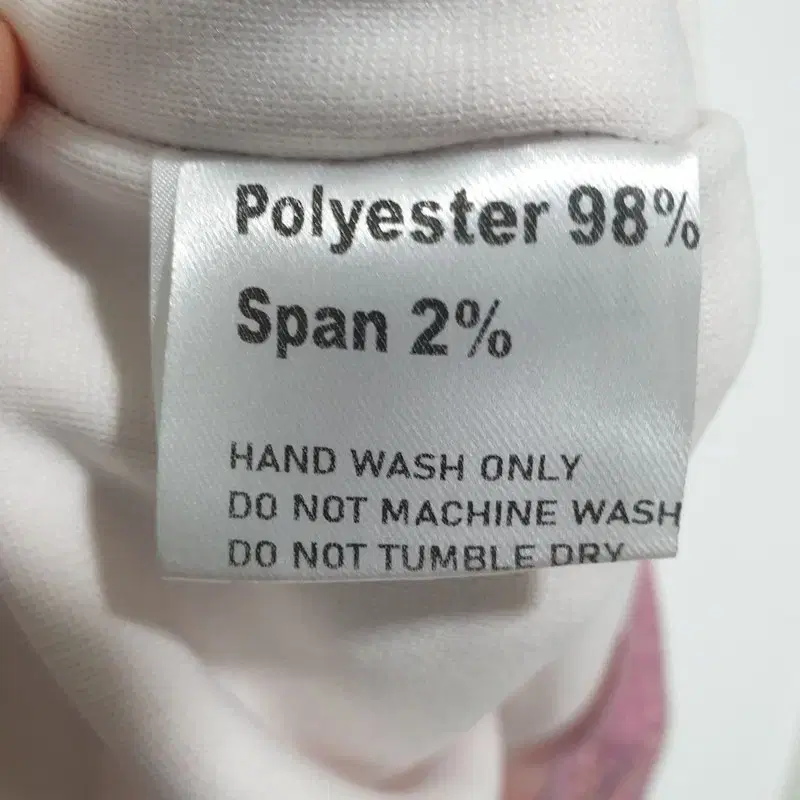 Polyester 98%
Span 2%
HAND WASH ONLY
DO NOT MACHINE WASH
DO NOT TUMBLE DRY